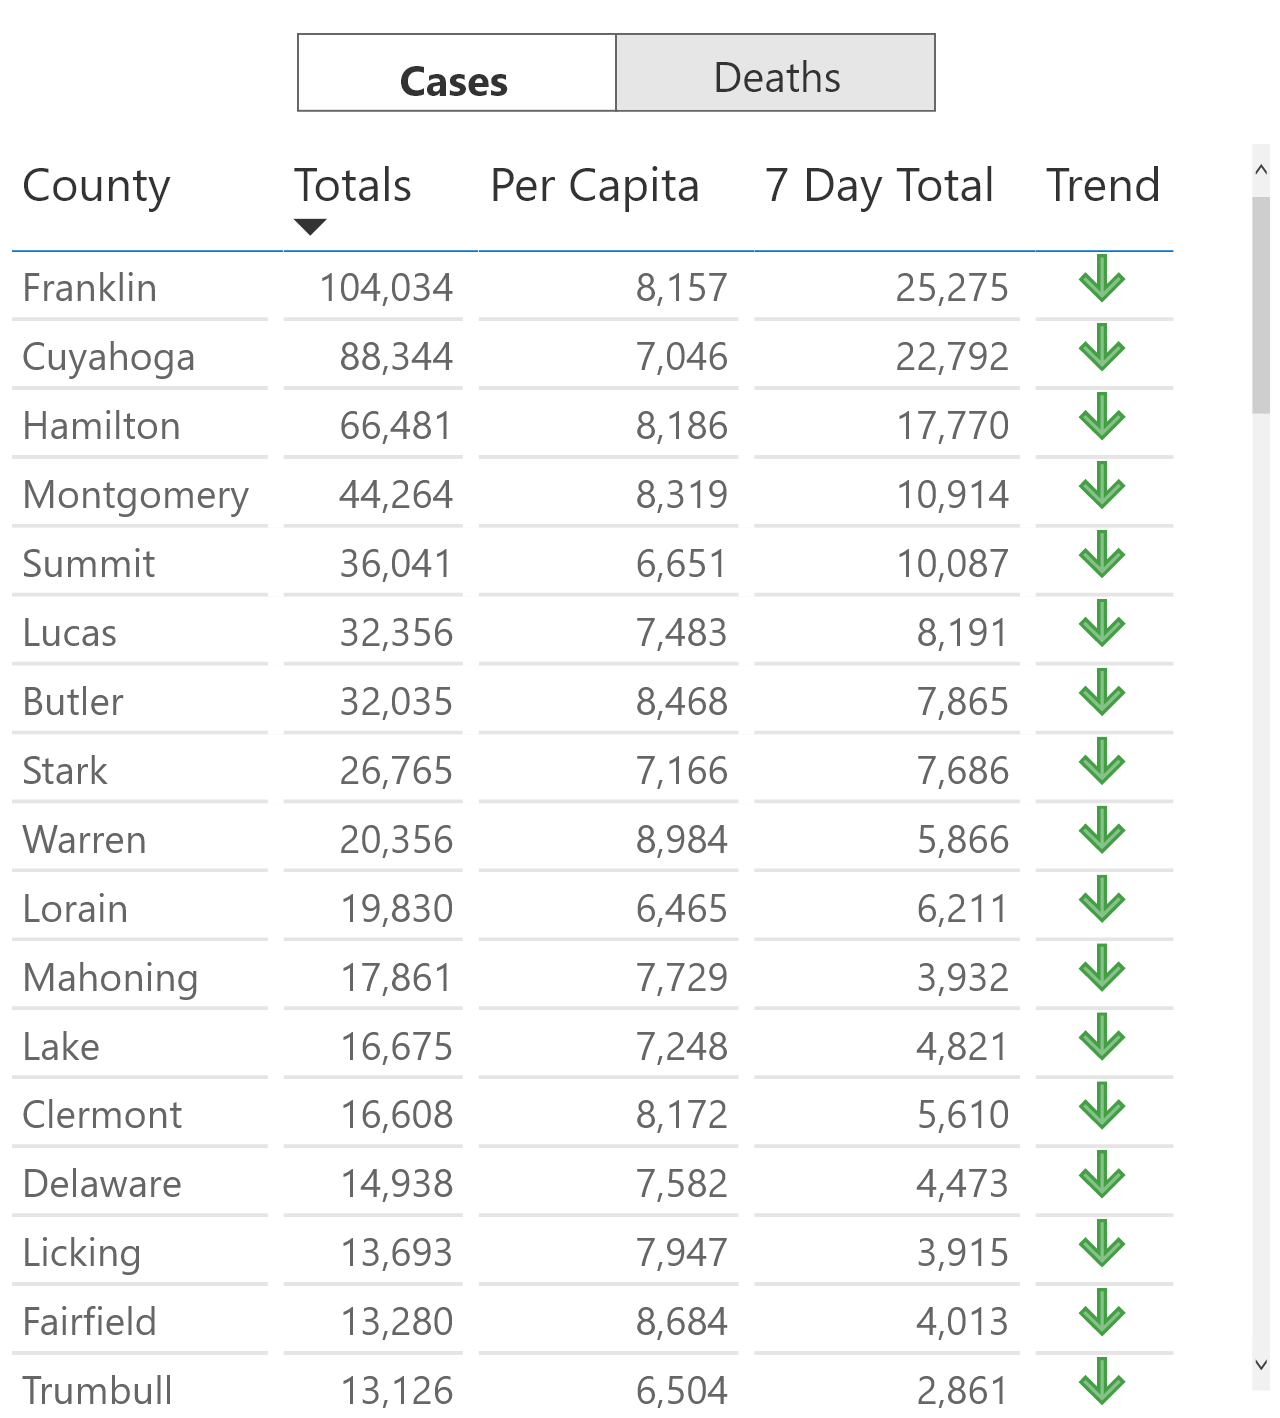 Cases Deaths
County Totals Per Capita 7 Day Total Trend
Franklin 104,034 8,157 25,275
Cuyahoga 88,344 7,046 22,792
Hamilton 66,481 8,186 17,770
Montgomery 44,264 8,319 10,914
Summit 36,041 6,651 10,087
Lucas 32,356 7,483 8,191
Butler 32,035 8,468 7,865
Stark 26,765 7,166 7,686
Warren 20,356 8,984 5,866
Lorain 19,830 6,465 6,211
Mahoning 17,861 7,729 3,932
Lake 16,675 7,248 4,821
Clermont 16,608 8,172 5,610
Delaware 14,938 7,582 4,473
Licking 13,693 7,947 3,915
Fairfield 13,280 8,684 4,013
Trumbull 13,126 6,504 2,861